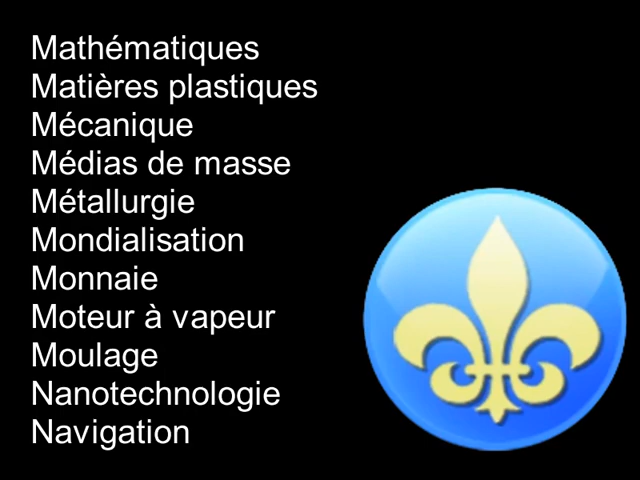 Mathématiques
Matières plastiques
Mécanique
Médias de masse
Métallurgie
Mondialisation
Monnaie
Moteur à vapeur
Moulage
Nanotechnologie
Navigation